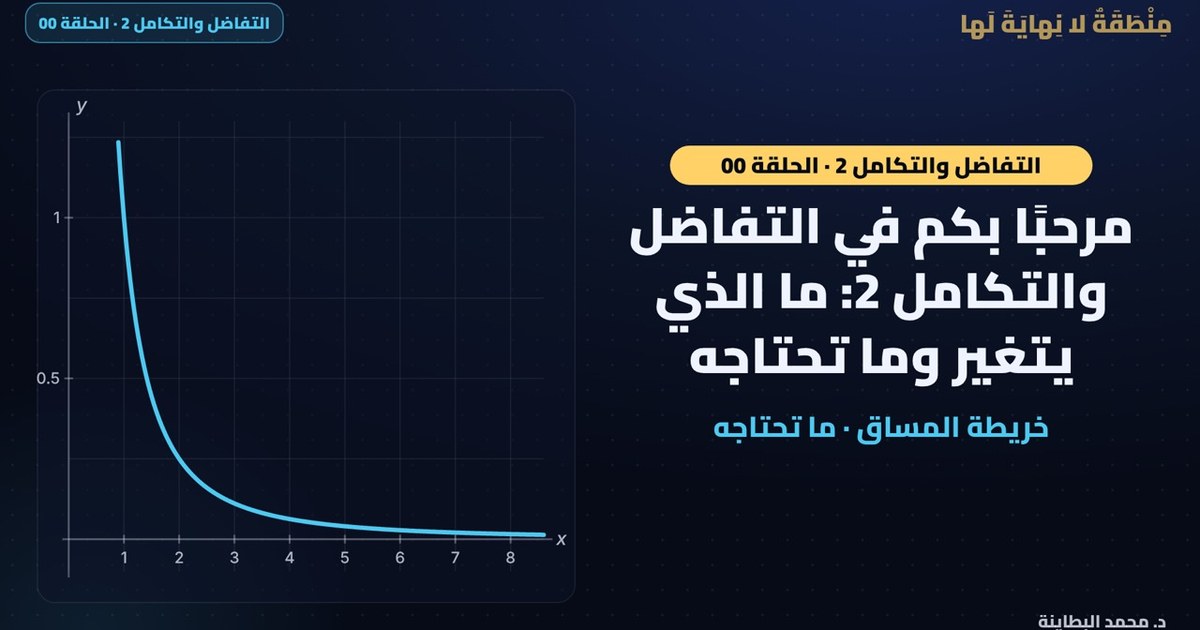 مِنْطَقَةٌ لا نِهايَةَ لَها
التفاضل والتكامل 2 · الحلقة 00
التفاضل والتكامل 2 · الحلقة 00
مرحبًا بكم في التفاضل
والتكامل 2: ما الذي
يتغير وما تحتاجه
خريطة المساق · ما تحتاجه
y
1
0.5
1 2 3 4 5 6 7 8
x
د. محمد البطاينة